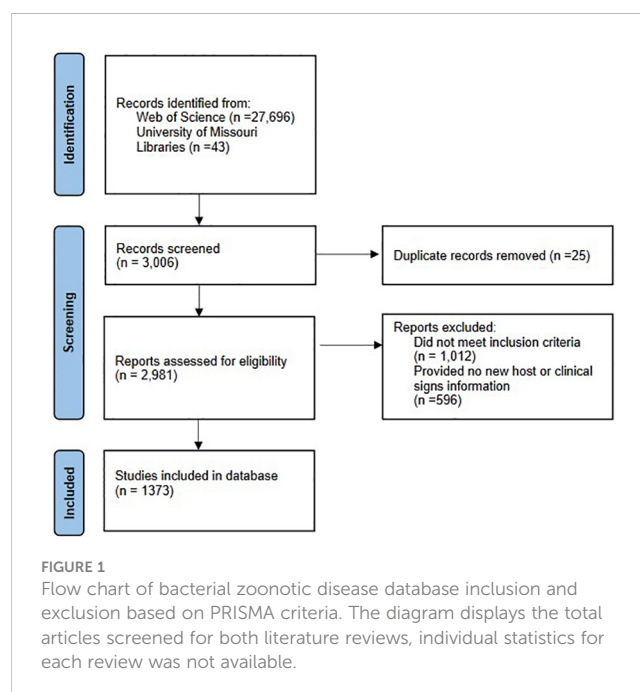 Identification
Records identified from:
Web of Science (n =27,696)
University of Missouri
Libraries (n =43)
Screening
Records screened
(n = 3,006)
Duplicate records removed (n =25)
Reports assessed for eligibility
(n = 2,981)
Reports excluded:
Did not meet inclusion criteria
(n = 1,012)
Provided no new host or clinical
signs information
(n =596)
Included
Studies included in database
(n = 1373)
FIGURE 1
Flow chart of bacterial zoonotic disease database inclusion and
exclusion based on PRISMA criteria. The diagram displays the total
articles screened for both literature reviews, individual statistics for
each review was not available.